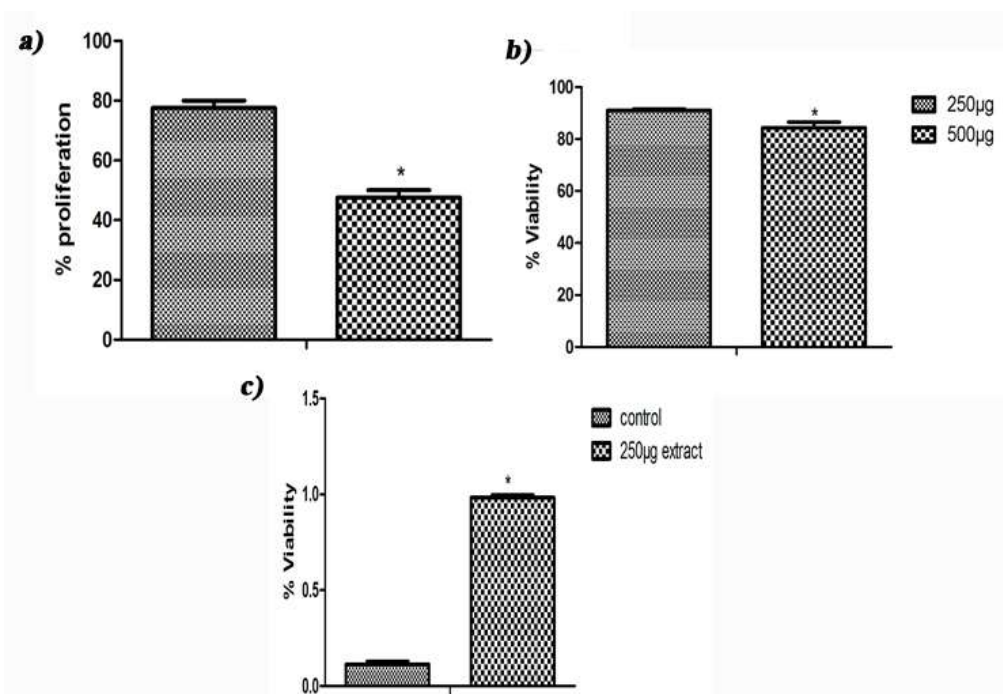 a)
% proliferation
100
80
60
40
20
0
*
b)
% Viability
100
80
60
40
20
0
*
250µg
500µg
c)
% Viability
1.5
1.0
0.5
0.0
*
control
250µg extract